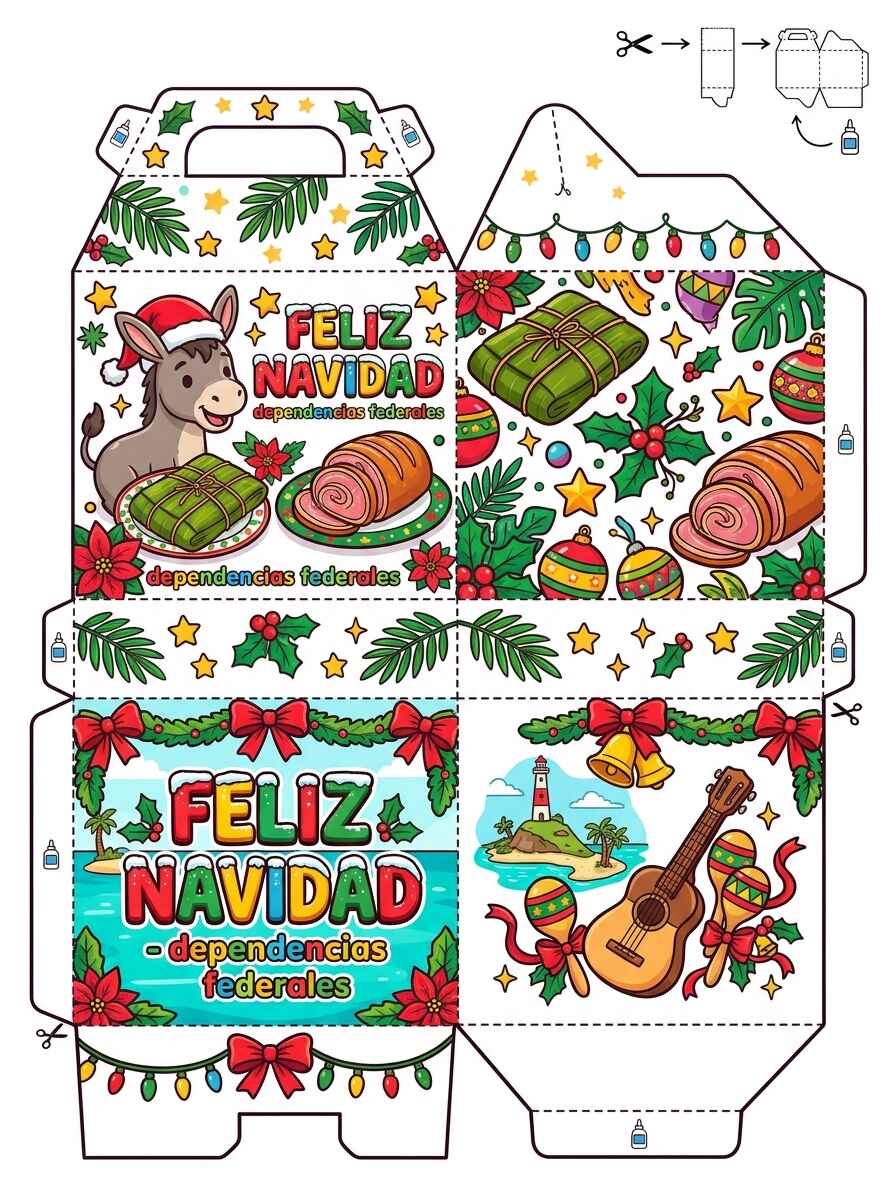 FELIZ
NAVIDAD
dependencias federales
dependencias federales
FELIZ
NAVIDAD
- dependencias
federales